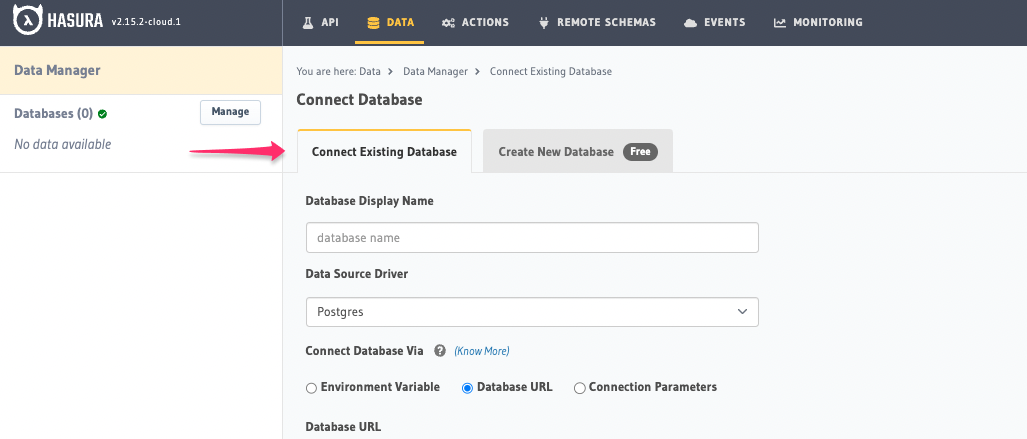 HASURA v2.15.2-cloud.1 API DATA ACTIONS REMOTE SCHEMAS EVENTS MONITORING
Data Manager
Databases (0) Manage
No data available
You are here: Data > Data Manager > Connect Existing Database
Connect Database
Connect Existing Database Create New Database Free
Database Display Name
database name
Data Source Driver
Postgres
Connect Database Via ? (Know More)
Environment Variable Database URL Connection Parameters
Database URL